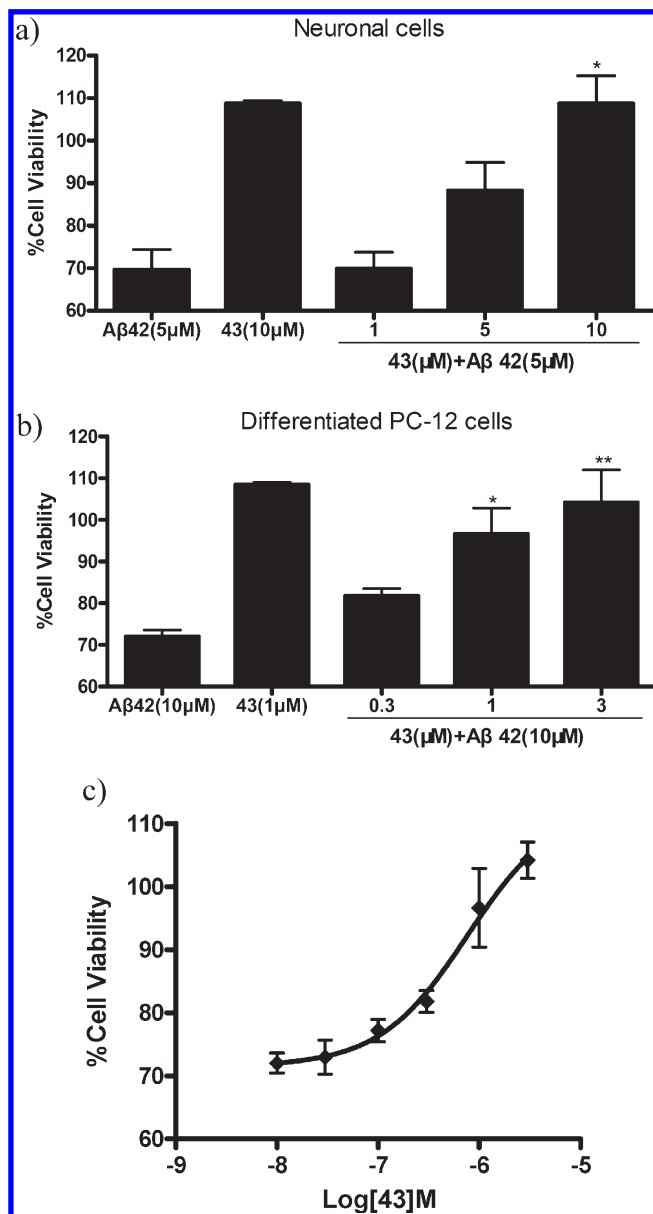 a)
Neuronal cells
%Cell Viability
120
110
100
90
80
70
60
*
Aβ42(5µM)
43(10µM)
1
5
10
43(µM)+Aβ 42(5µM)
b)
Differentiated PC-12 cells
%Cell Viability
120
110
100
90
80
70
60
*
**
Aβ42(10µM)
43(1µM)
0.3
1
3
43(µM)+Aβ 42(10µM)
c)
%Cell Viability
110
100
90
80
70
60
-9
-8
-7
-6
-5
Log[43]M